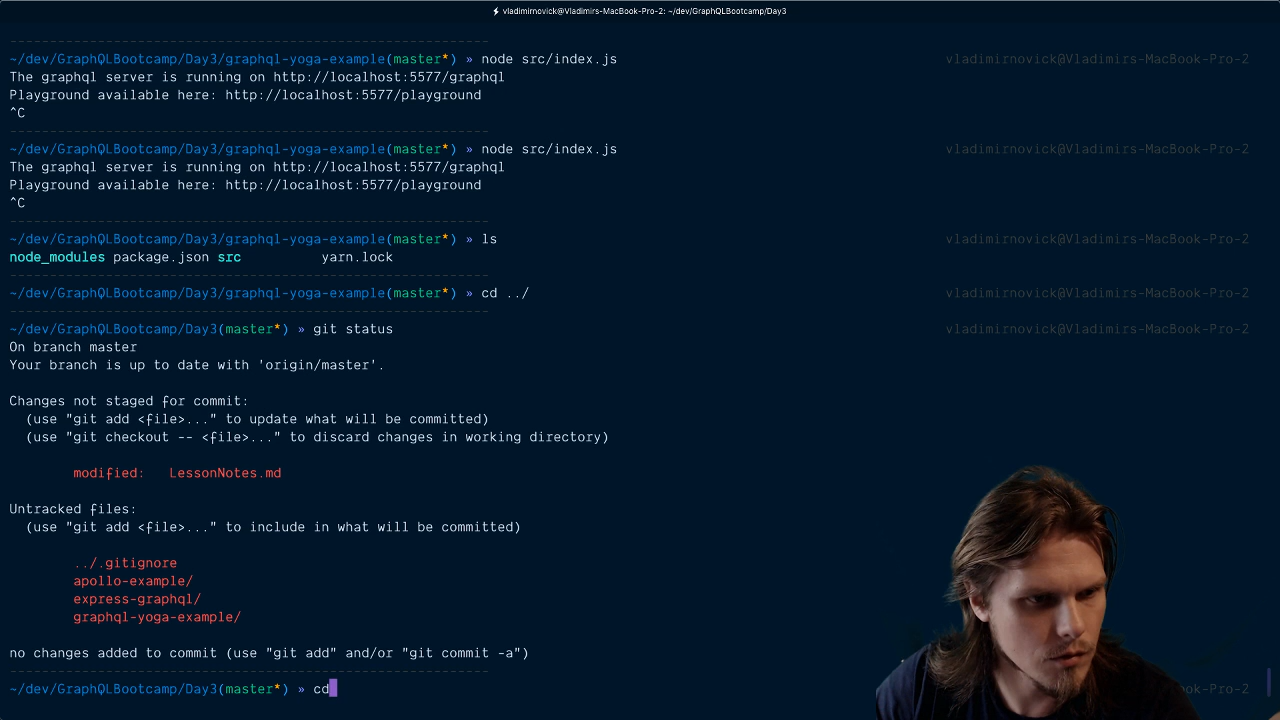 ⚡ vladimirnovick@Vladimirs-MacBook-Pro-2: ~/dev/GraphQLBootcamp/Day3
~/dev/GraphQLBootcamp/Day3/graphql-yoga-example(master*) » node src/index.js vladimirnovick@Vladimirs-MacBook-Pro-2
The graphql server is running on http://localhost:5577/graphql
Playground available here: http://localhost:5577/playground
^C
~/dev/GraphQLBootcamp/Day3/graphql-yoga-example(master*) » node src/index.js vladimirnovick@Vladimirs-MacBook-Pro-2
The graphql server is running on http://localhost:5577/graphql
Playground available here: http://localhost:5577/playground
^C
~/dev/GraphQLBootcamp/Day3/graphql-yoga-example(master*) » ls vladimirnovick@Vladimirs-MacBook-Pro-2
node_modules package.json src yarn.lock
~/dev/GraphQLBootcamp/Day3/graphql-yoga-example(master*) » cd ../ vladimirnovick@Vladimirs-MacBook-Pro-2
~/dev/GraphQLBootcamp/Day3(master*) » git status vladimirnovick@Vladimirs-MacBook-Pro-2
On branch master
Your branch is up to date with 'origin/master'.
Changes not staged for commit:
(use "git add <file>..." to update what will be committed)
(use "git checkout -- <file>..." to discard changes in working directory)
modified: LessonNotes.md
Untracked files:
(use "git add <file>..." to include in what will be committed)
../.gitignore
apollo-example/
express-graphql/
graphql-yoga-example/
no changes added to commit (use "git add" and/or "git commit -a")
~/dev/GraphQLBootcamp/Day3(master*) » cd ok-Pro-2